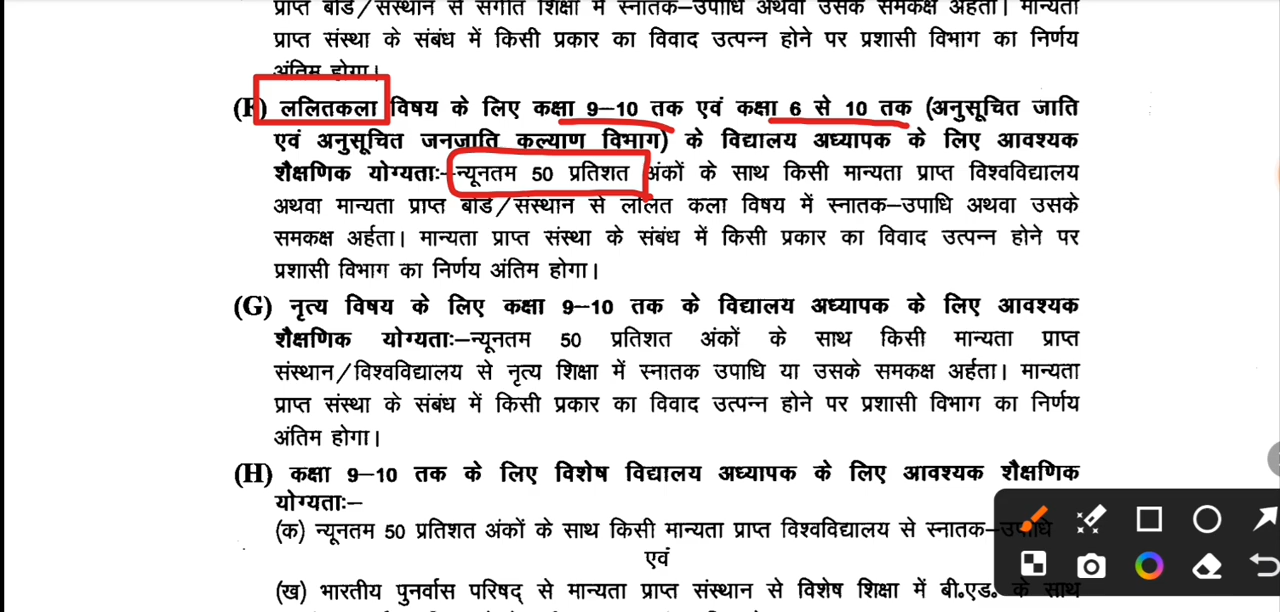 प्राप्त बोर्ड/संस्थान से संगीत शिक्षा में स्नातक–उपाधि अथवा उसके समकक्ष अर्हता। मान्यता
प्राप्त संस्था के संबंध में किसी प्रकार का विवाद उत्पन्न होने पर प्रशासी विभाग का निर्णय
अंतिम होगा।
(F) ललितकला विषय के लिए कक्षा 9–10 तक एवं कक्षा 6 से 10 तक (अनुसूचित जाति
एवं अनुसूचित जनजाति कल्याण विभाग) के विद्यालय अध्यापक के लिए आवश्यक
शैक्षणिक योग्यताः–न्यूनतम 50 प्रतिशत अंकों के साथ किसी मान्यता प्राप्त विश्वविद्यालय
अथवा मान्यता प्राप्त बोर्ड/संस्थान से ललित कला विषय में स्नातक–उपाधि अथवा उसके
समकक्ष अर्हता। मान्यता प्राप्त संस्था के संबंध में किसी प्रकार का विवाद उत्पन्न होने पर
प्रशासी विभाग का निर्णय अंतिम होगा।
(G) नृत्य विषय के लिए कक्षा 9–10 तक के विद्यालय अध्यापक के लिए आवश्यक
शैक्षणिक योग्यताः–न्यूनतम 50 प्रतिशत अंकों के साथ किसी मान्यता प्राप्त
संस्थान/विश्वविद्यालय से नृत्य शिक्षा में स्नातक उपाधि या उसके समकक्ष अर्हता। मान्यता
प्राप्त संस्था के संबंध में किसी प्रकार का विवाद उत्पन्न होने पर प्रशासी विभाग का निर्णय
अंतिम होगा।
(H) कक्षा 9–10 तक के लिए विशेष विद्यालय अध्यापक के लिए आवश्यक शैक्षणिक
योग्यताः–
(क) न्यूनतम 50 प्रतिशत अंकों के साथ किसी मान्यता प्राप्त विश्वविद्यालय से स्नातक–उपाधि
एवं
(ख) भारतीय पुनर्वास परिषद् से मान्यता प्राप्त संस्थान से विशेष शिक्षा में बी०एड० के साथ